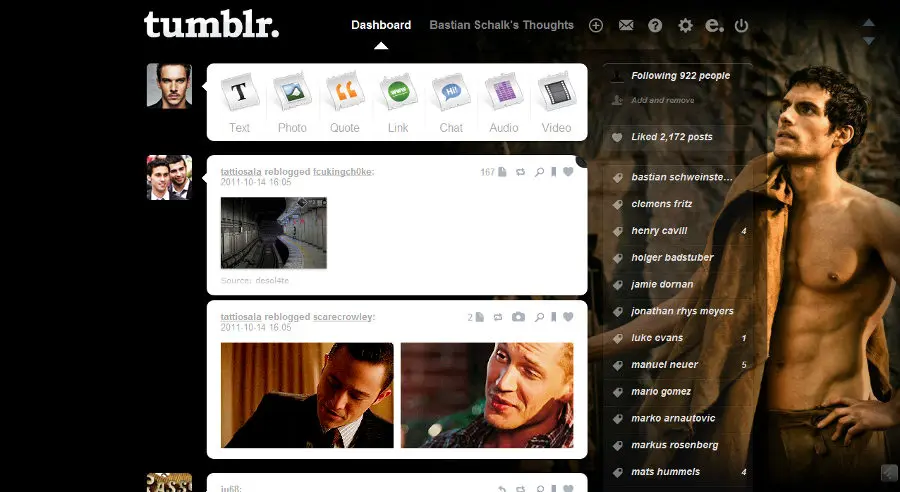 tumblr.
Dashboard
Bastian Schalk's Thoughts
Following 922 people
Add and remove
T
WWW
Hi!
Text
Photo
Quote
Link
Chat
Audio
Video
Liked 2,172 posts
tattiosala reblogged fcukingch0ke:
167
2011-10-14 16:05
Source: desol4te
bastian schweinste...
clemens fritz
henry cavill 4
holger badstuber
jamie dornan
jonathan rhys meyers
luke evans 1
manuel neuer 5
mario gomez
marko arnautovic
markus rosenberg
mats hummels 4
tattiosala reblogged scarecrowley:
2
2011-10-14 16:05
ju68: